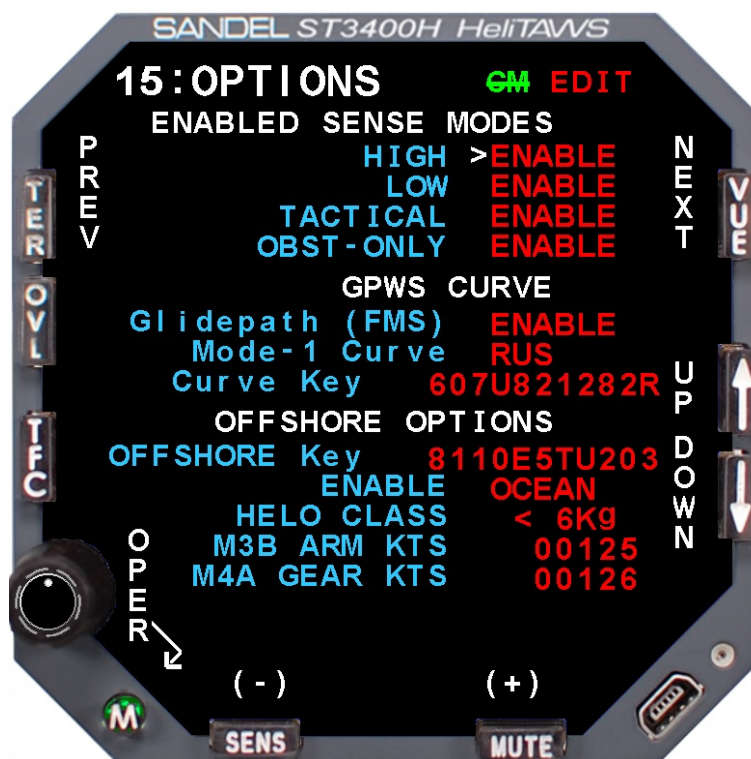 SANDEL ST3400H HeliTAWS
15:OPTIONS CM EDIT
ENABLED SENSE MODES
HIGH >ENABLE
LOW ENABLE
TACTICAL ENABLE
OBST-ONLY ENABLE
GPWS CURVE
Glidepath (FMS) ENABLE
Mode-1 Curve RUS
Curve Key 607U821282R
OFFSHORE OPTIONS
OFFSHORE Key 8110E5TU203
ENABLE OCEAN
HELO CLASS < 6Kg
M3B ARM KTS 00125
M4A GEAR KTS 00126
PREV
NEXT
TER
VUE
OVL
UP DOWN
TFC
OPER
(-) (+)
M
SENS MUTE